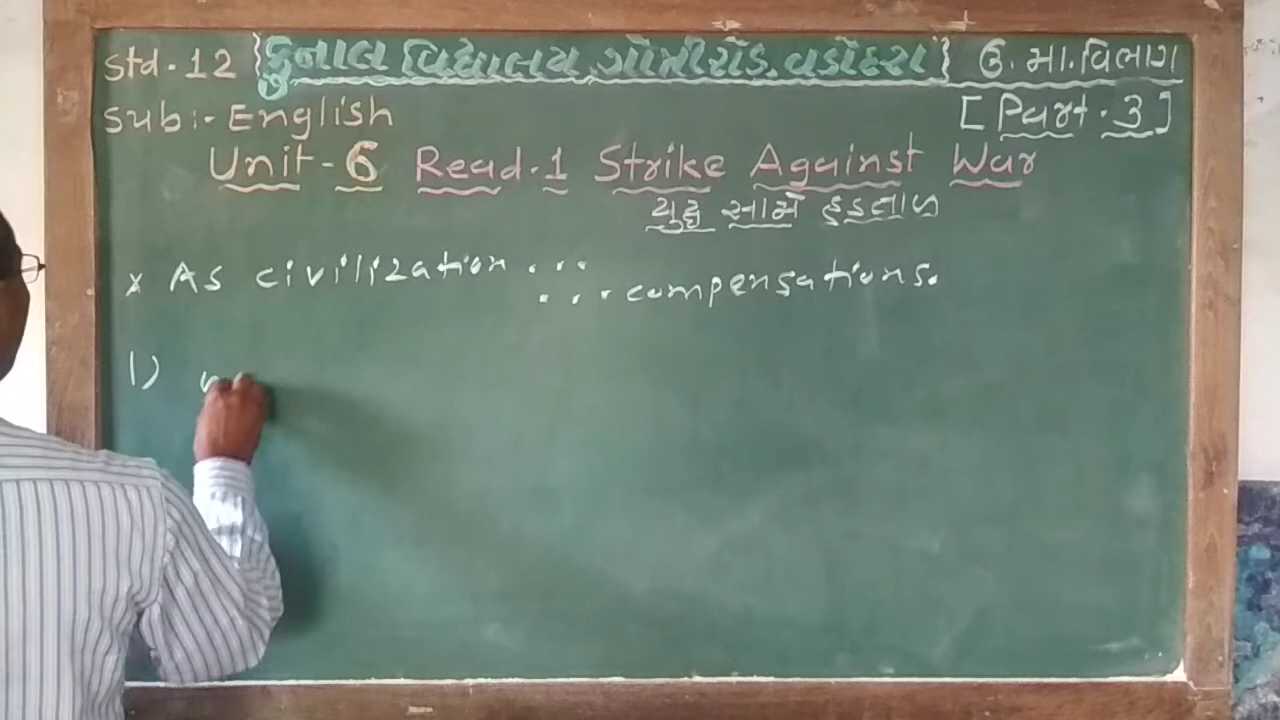 Std. 12 {કુનાલ વિદ્યાલય, ગોત્રીરોડ, વડોદરા} ઉ. મા. વિભાગ
Sub:- English [Part. 3]
Unit - 6 Read. 1 Strike Against War
યુદ્ધ સામે હડતાળ
x As civilization ...
... compensations.
1)